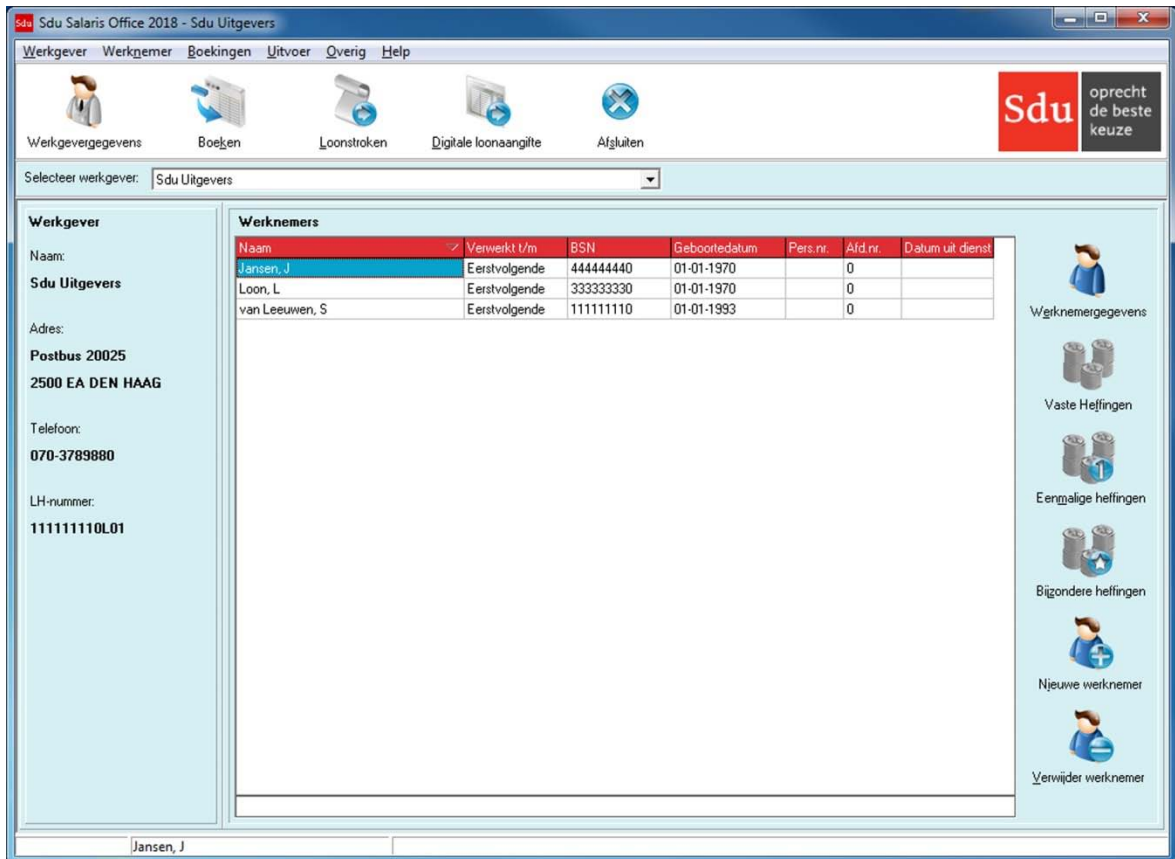 Sdu Sdu Salaris Office 2018 - Sdu Uitgevers
Werkgever Werknemer Boekingen Uitvoer Overig Help
Werkgevergegevens Boeken Loonstroken Digitale loonaangifte Afsluiten
Sdu
oprecht
de beste
keuze
Selecteer werkgever: Sdu Uitgevers
Werkgever
Naam:
Sdu Uitgevers
Adres:
Postbus 20025
2500 EA DEN HAAG
Telefoon:
070-3789880
LH-nummer:
111111110L01
Werknemers
Naam Verwerkt t/m BSN Geboortedatum Pers.nr. Afd.nr. Datum uit dienst
Jansen, J Eerstvolgende 444444440 01-01-1970 0
Loon, L Eerstvolgende 333333330 01-01-1970 0
van Leeuwen, S Eerstvolgende 111111110 01-01-1993 0
Werknemergegevens
Vaste Heffingen
1
Eenmalige heffingen
Bijzondere heffingen
Nieuwe werknemer
Verwijder werknemer
Jansen, J